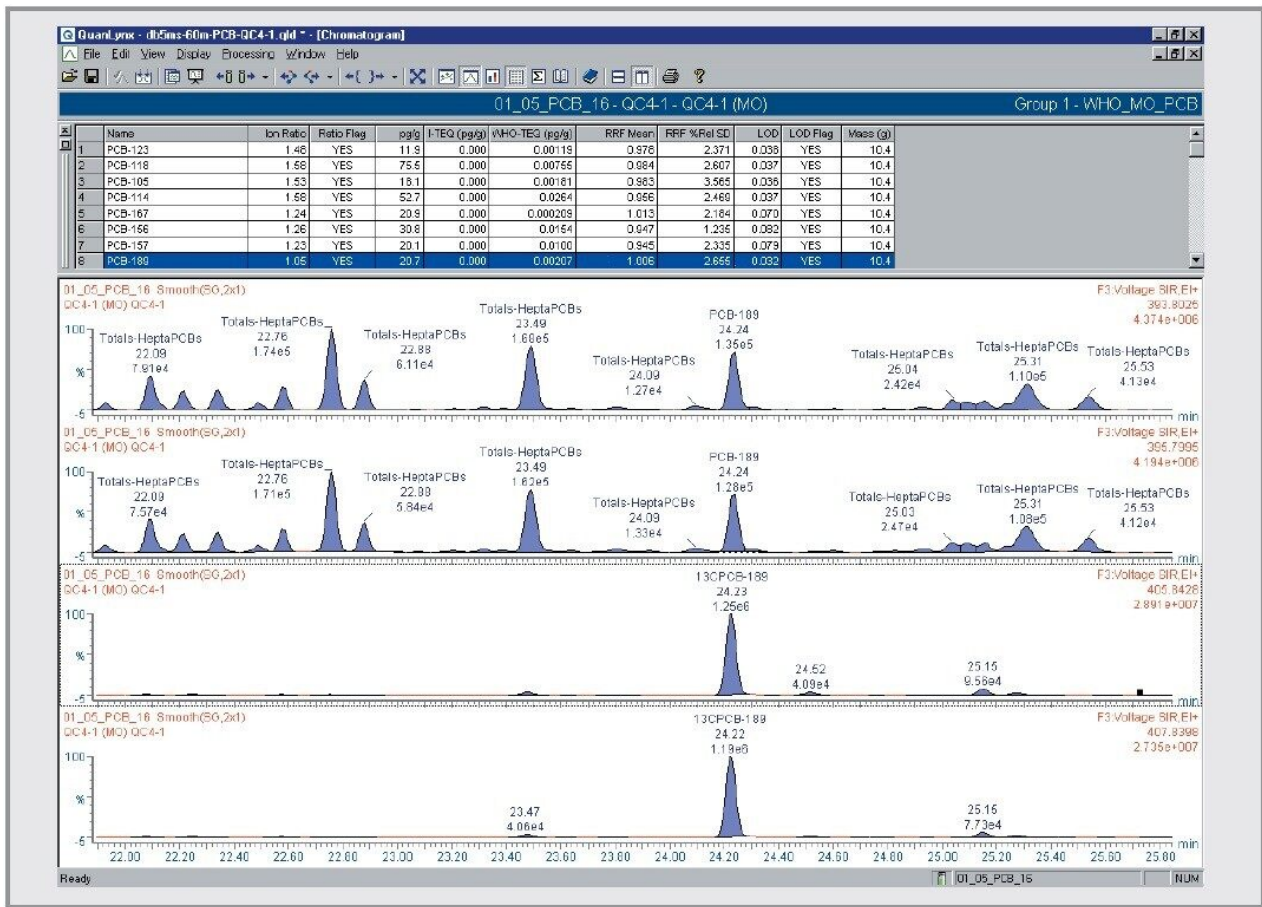 QuanLynx - db5ms-60m-PCB-QC4-1.qld * - [Chromatogram]
File Edit View Display Processing Window Help
01_05_PCB_16 - QC4-1 - QC4-1 (MO) Group 1 - WHO_MO_PCB
Name Ion Ratio Ratio Flag pg/g I-TEQ (pg/g) WHO-TEQ (pg/g) RRF Mean RRF %Rel SD LOD LOD Flag Mass (g)
1 PCB-123 1.46 YES 11.9 0.000 0.00119 0.978 2.371 0.036 YES 10.4
2 PCB-118 1.58 YES 75.5 0.000 0.00755 0.984 2.607 0.037 YES 10.4
3 PCB-105 1.53 YES 18.1 0.000 0.00181 0.983 3.565 0.036 YES 10.4
4 PCB-114 1.58 YES 52.7 0.000 0.0264 0.956 2.469 0.037 YES 10.4
5 PCB-167 1.24 YES 20.9 0.000 0.000209 1.013 2.184 0.070 YES 10.4
6 PCB-156 1.26 YES 30.8 0.000 0.0154 0.947 1.235 0.082 YES 10.4
7 PCB-157 1.23 YES 20.1 0.000 0.0100 0.945 2.335 0.079 YES 10.4
8 PCB-189 1.05 YES 20.7 0.000 0.00207 1.006 2.655 0.032 YES 10.4
01_05_PCB_16 Smooth(SG,2x1) F3:Voltage SIR,EI+
QC4-1 (MO) QC4-1 393.8025
4.374e+006
100
%
-5
Totals-HeptaPCBs
22.09
7.91e4
Totals-HeptaPCBs
22.76
1.74e5
Totals-HeptaPCBs
22.88
6.11e4
Totals-HeptaPCBs
23.49
1.68e5
Totals-HeptaPCBs
24.09
1.27e4
PCB-189
24.24
1.35e5
Totals-HeptaPCBs
25.04
2.42e4
Totals-HeptaPCBs
25.31
1.10e5
Totals-HeptaPCBs
25.53
4.13e4
min
01_05_PCB_16 Smooth(SG,2x1) F3:Voltage SIR,EI+
QC4-1 (MO) QC4-1 395.7995
4.194e+006
100
%
-5
Totals-HeptaPCBs
22.09
7.57e4
Totals-HeptaPCBs
22.76
1.71e5
Totals-HeptaPCBs
22.88
5.84e4
Totals-HeptaPCBs
23.49
1.62e5
Totals-HeptaPCBs
24.09
1.33e4
PCB-189
24.24
1.28e5
Totals-HeptaPCBs
25.03
2.47e4
Totals-HeptaPCBs
25.31
1.08e5
Totals-HeptaPCBs
25.53
4.12e4
min
01_05_PCB_16 Smooth(SG,2x1) F3:Voltage SIR,EI+
QC4-1 (MO) QC4-1 405.8428
2.891e+007
100
%
-5
13CPCB-189
24.23
1.25e6
24.52
4.09e4
25.15
9.56e4
min
01_05_PCB_16 Smooth(SG,2x1) F3:Voltage SIR,EI+
QC4-1 (MO) QC4-1 407.8398
2.735e+007
100
%
-5
23.47
4.06e4
13CPCB-189
24.22
1.19e6
25.15
7.73e4
min
22.00 22.20 22.40 22.60 22.80 23.00 23.20 23.40 23.60 23.80 24.00 24.20 24.40 24.60 24.80 25.00 25.20 25.40 25.60 25.80
Ready 01_05_PCB_16 NUM